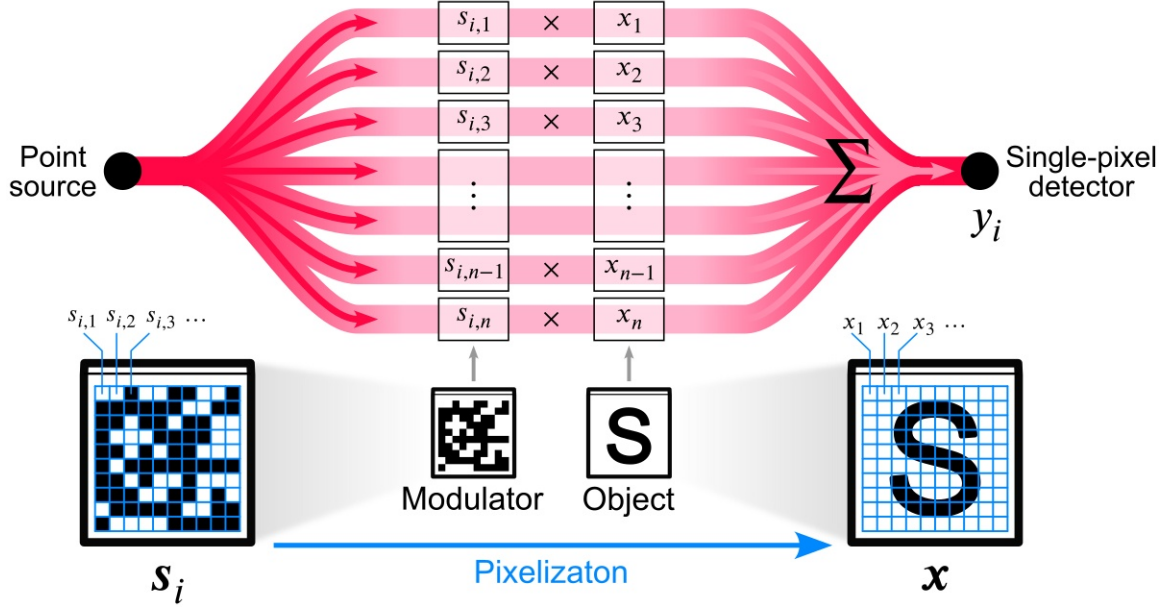 s_{i,1} × x_1
s_{i,2} × x_2
s_{i,3} × x_3
⋮ ⋮
s_{i,n−1} × x_{n−1}
s_{i,n} × x_n
Point
source
Σ
Single-pixel
detector
y_i
s_{i,1} s_{i,2} s_{i,3} ⋯
x_1 x_2 x_3 ⋯
S
S
Modulator
Object
Pixelizaton
s_i
x